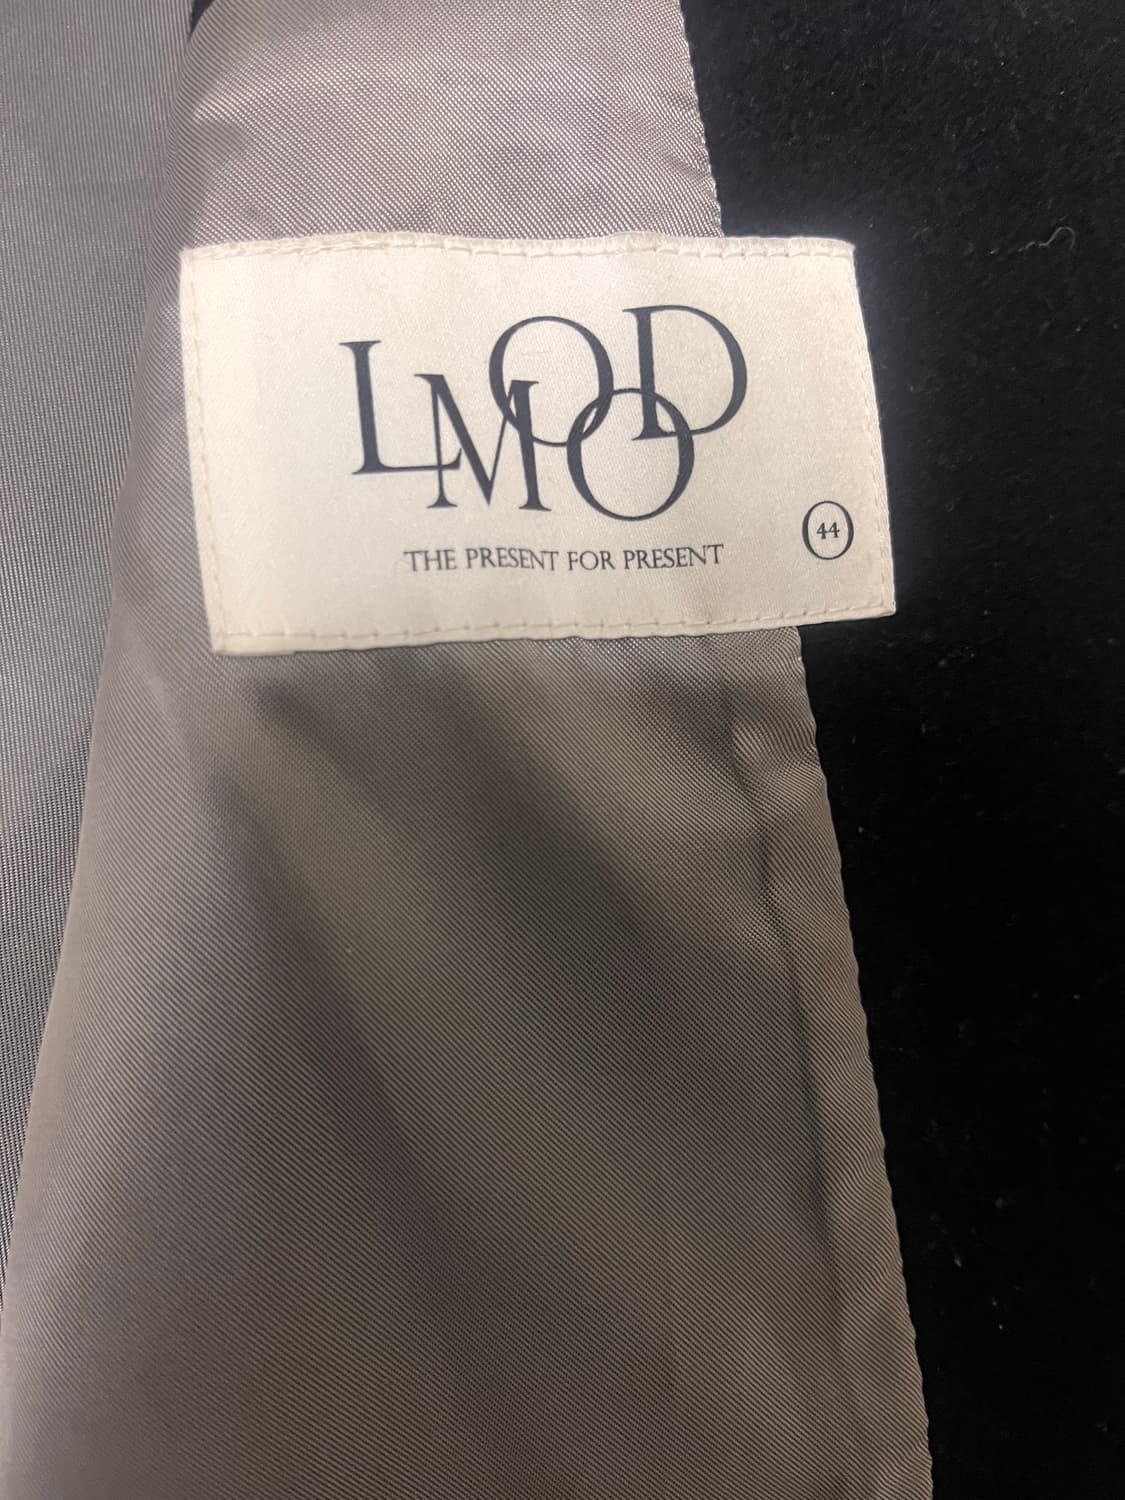 LMOOD
THE PRESENT FOR PRESENT
44